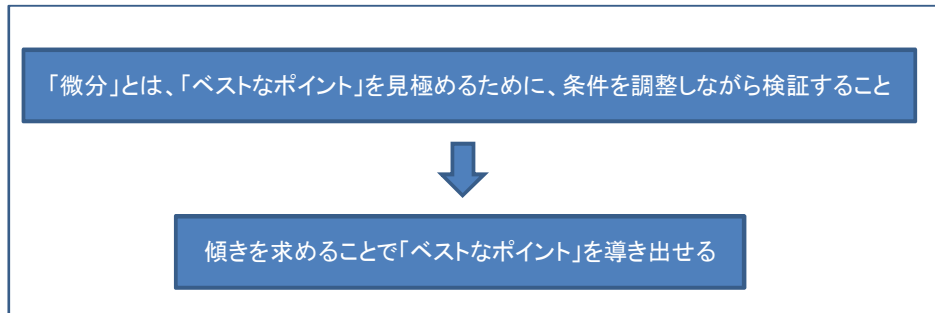 「微分」とは、「ベストなポイント」を見極めるために、条件を調整しながら検証すること
傾きを求めることで「ベストなポイント」を導き出せる